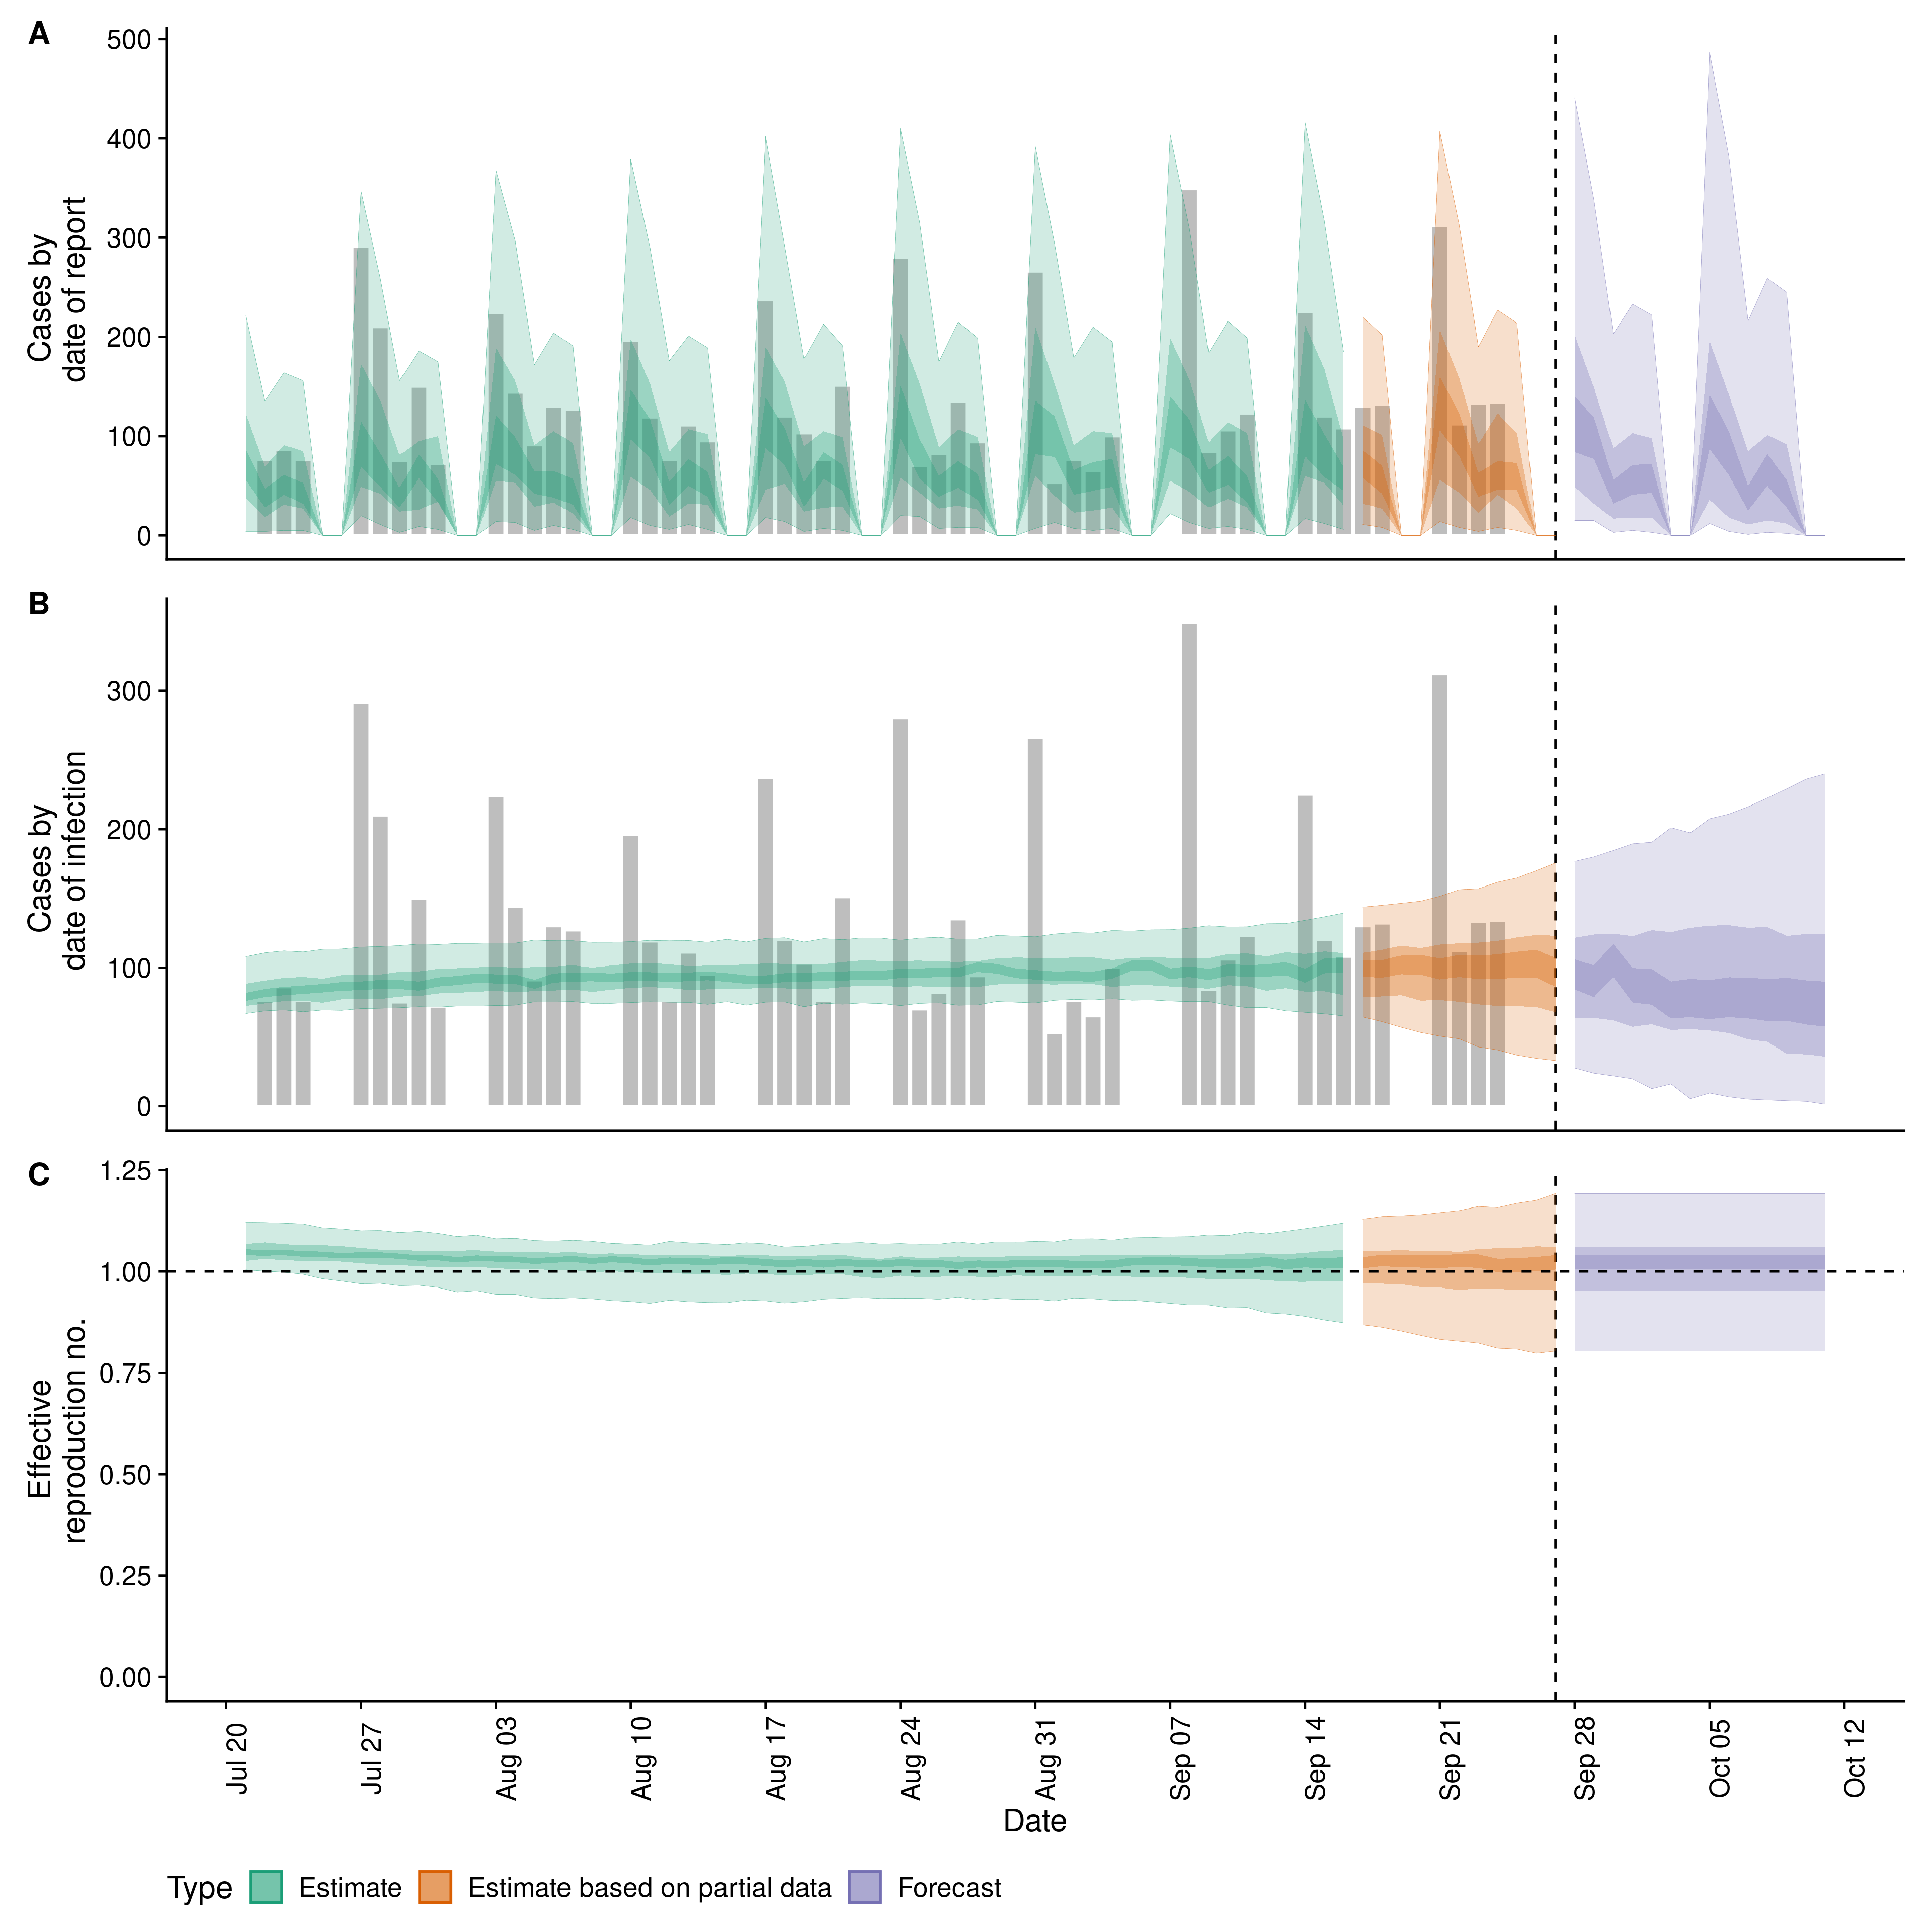 A
500
400
300
200
100
0
Cases by
date of report
B
300
200
100
0
Cases by
date of infection
C
1.25
1.00
0.75
0.50
0.25
0.00
Effective
reproduction no.
Jul 20
Jul 27
Aug 03
Aug 10
Aug 17
Aug 24
Aug 31
Sep 07
Sep 14
Sep 21
Sep 28
Oct 05
Oct 12
Date
Type Estimate Estimate based on partial data Forecast